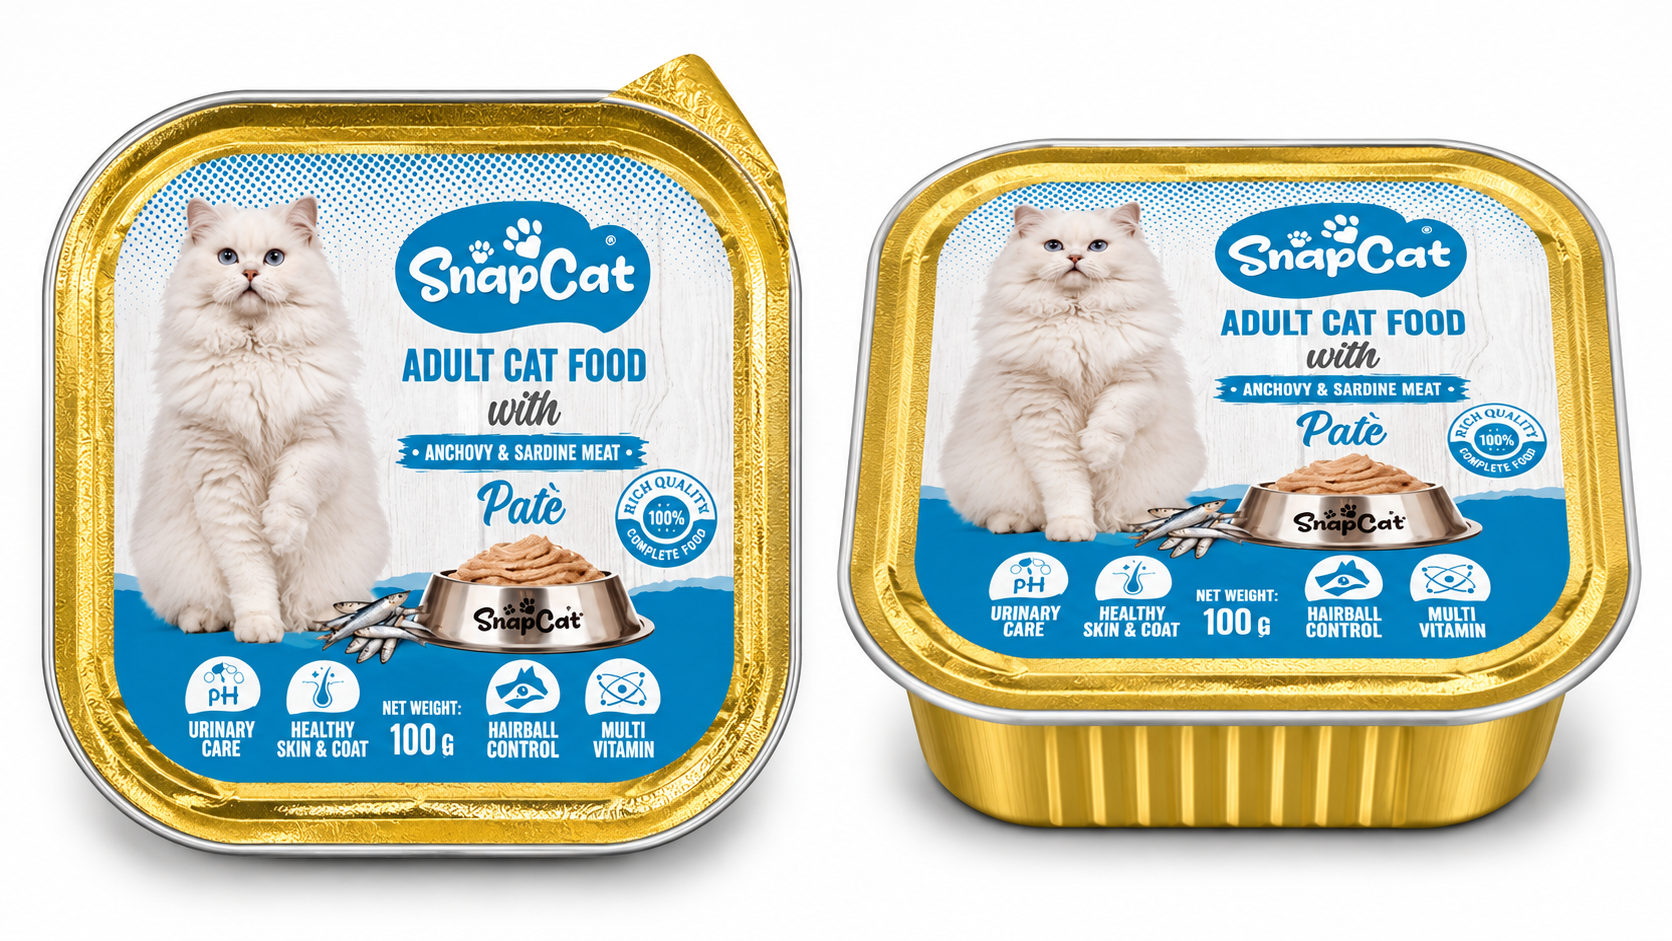 SnapCat®
ADULT CAT FOOD
with
• ANCHOVY & SARDINE MEAT •
Patè
RICH QUALITY
100%
COMPLETE FOOD
SnapCat
pH
URINARY
CARE
HEALTHY
SKIN & COAT
NET WEIGHT:
100 g
HAIRBALL
CONTROL
MULTI
VITAMIN
SnapCat®
ADULT CAT FOOD
with
• ANCHOVY & SARDINE MEAT •
Patè
RICH QUALITY
100%
COMPLETE FOOD
SnapCat
pH
URINARY
CARE
HEALTHY
SKIN & COAT
NET WEIGHT:
100 g
HAIRBALL
CONTROL
MULTI
VITAMIN